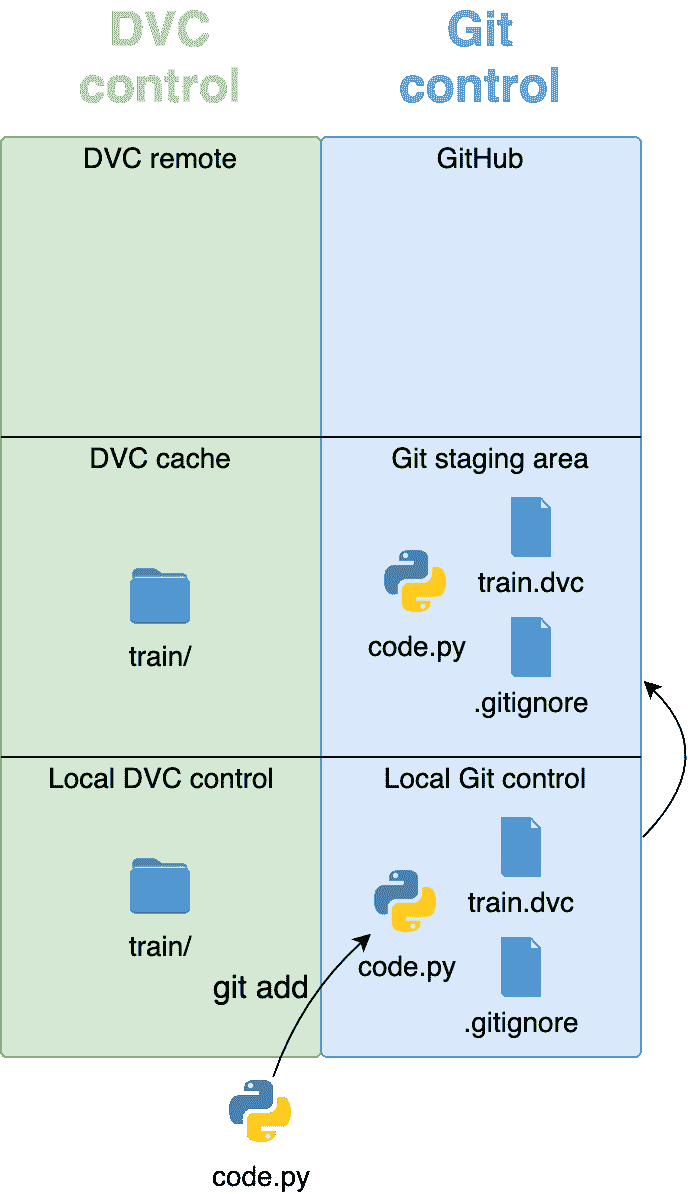 DVC
control
Git
control
DVC remote
GitHub
DVC cache
Git staging area
train/
code.py
train.dvc
.gitignore
Local DVC control
Local Git control
train/
code.py
train.dvc
.gitignore
git add
code.py